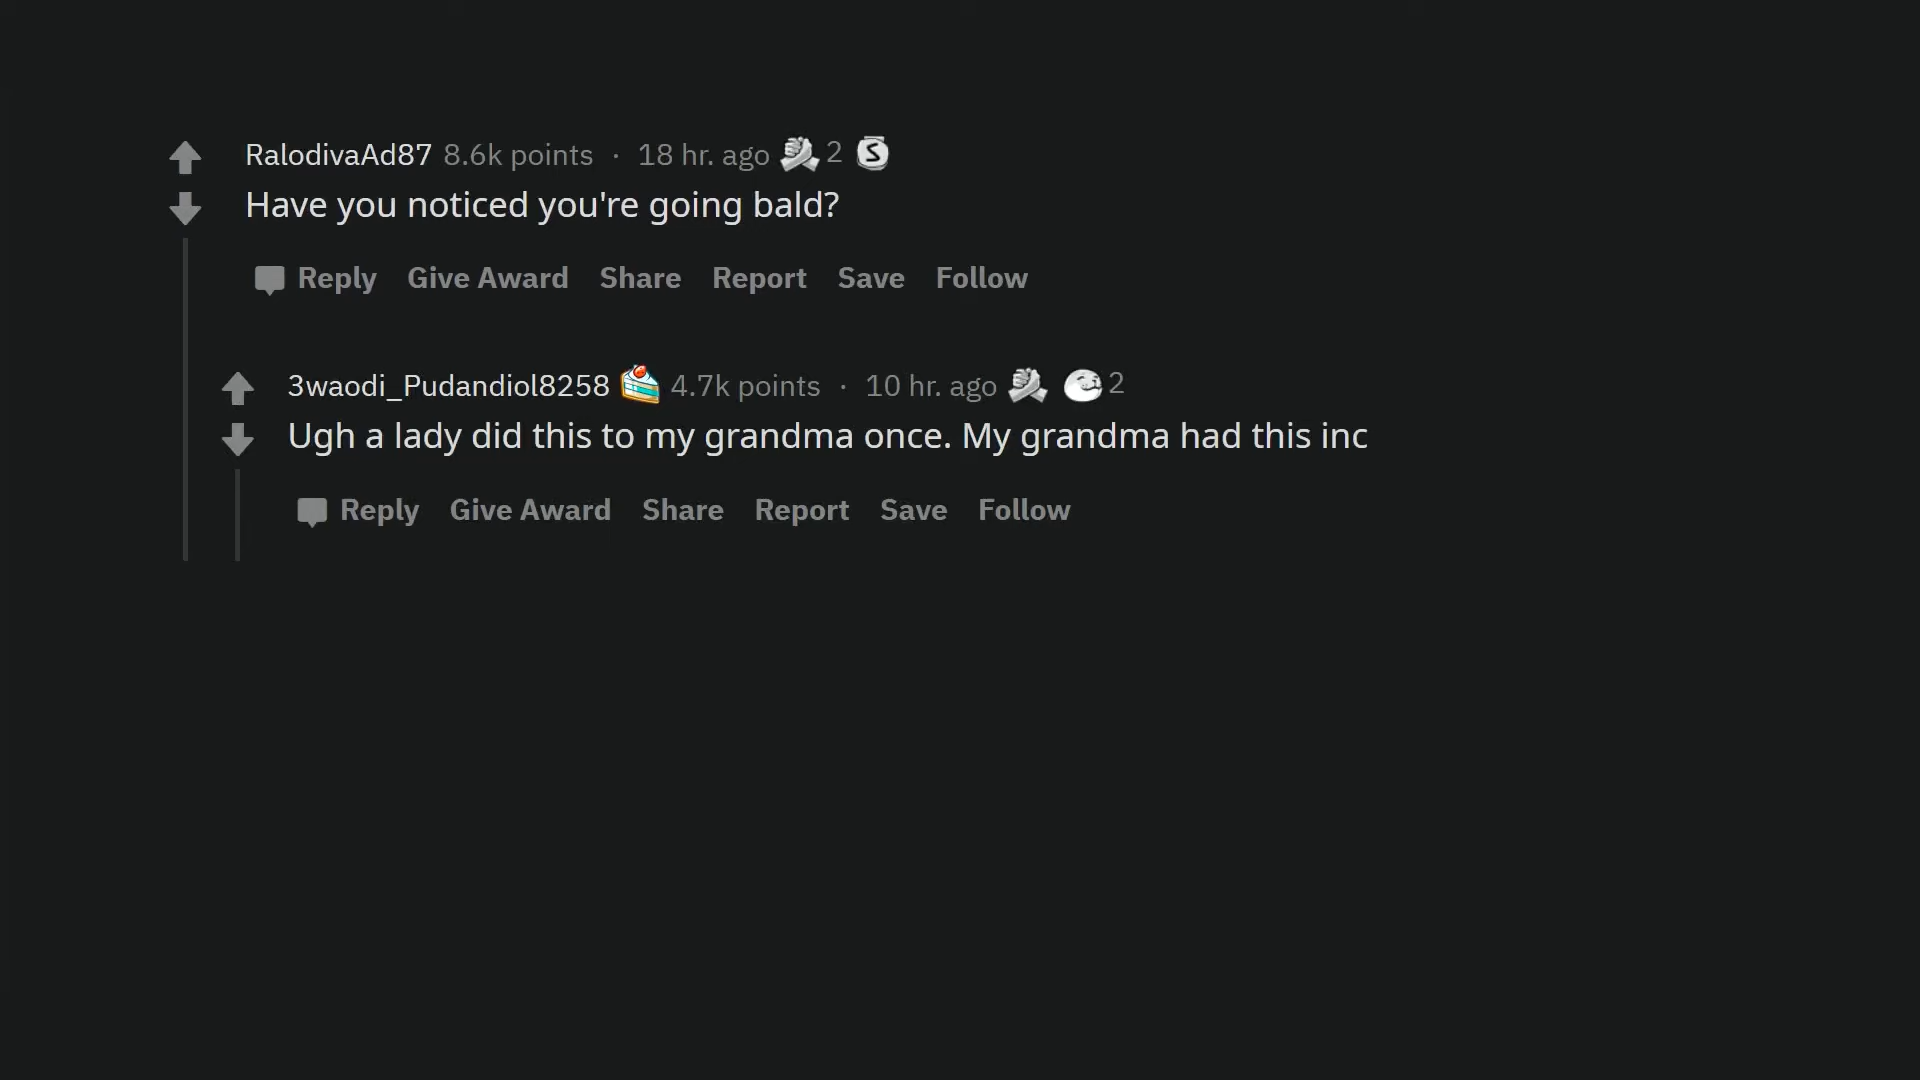 RalodivaAd87 8.6k points · 18 hr. ago 2 S
Have you noticed you're going bald?
Reply Give Award Share Report Save Follow
3waodi_Pudandiol8258 4.7k points · 10 hr. ago 2
Ugh a lady did this to my grandma once. My grandma had this inc
Reply Give Award Share Report Save Follow